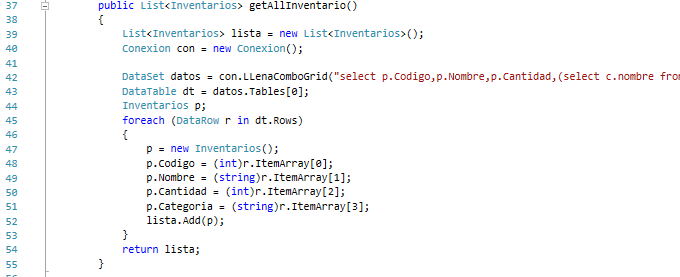 37 public List<Inventarios> getAllInventario()
38 {
39 List<Inventarios> lista = new List<Inventarios>();
40 Conexion con = new Conexion();
41
42 DataSet datos = con.LLenaComboGrid("select p.Codigo,p.Nombre,p.Cantidad,(select c.nombre fro
43 DataTable dt = datos.Tables[0];
44 Inventarios p;
45 foreach (DataRow r in dt.Rows)
46 {
47 p = new Inventarios();
48 p.Codigo = (int)r.ItemArray[0];
49 p.Nombre = (string)r.ItemArray[1];
50 p.Cantidad = (int)r.ItemArray[2];
51 p.Categoria = (string)r.ItemArray[3];
52 lista.Add(p);
53 }
54 return lista;
55 }